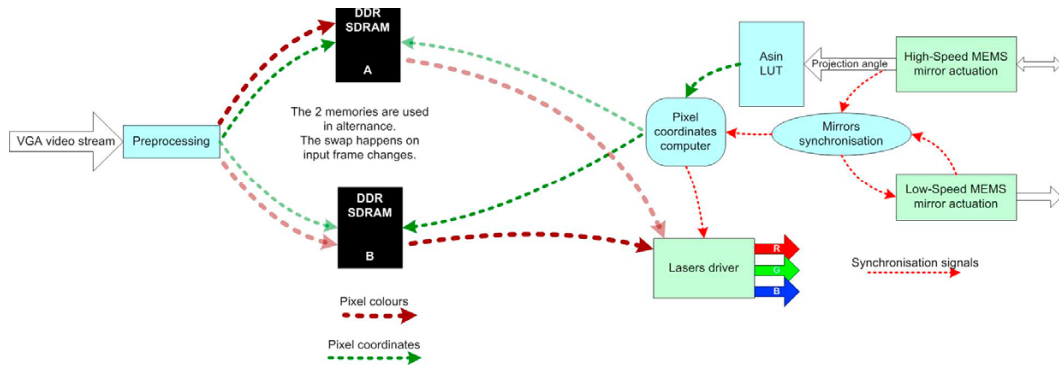 DDR
SDRAM
A
The 2 memories are used
in alternance.
The swap happens on
input frame changes.
VGA video stream
Preprocessing
DDR
SDRAM
B
Pixel colours
Pixel coordinates
Pixel
coordinates
computer
Asin
LUT
Projection angle
High-Speed MEMS
mirror actuation
Mirrors
synchronisation
Low-Speed MEMS
mirror actuation
Lasers driver
R
G
B
Synchronisation signals